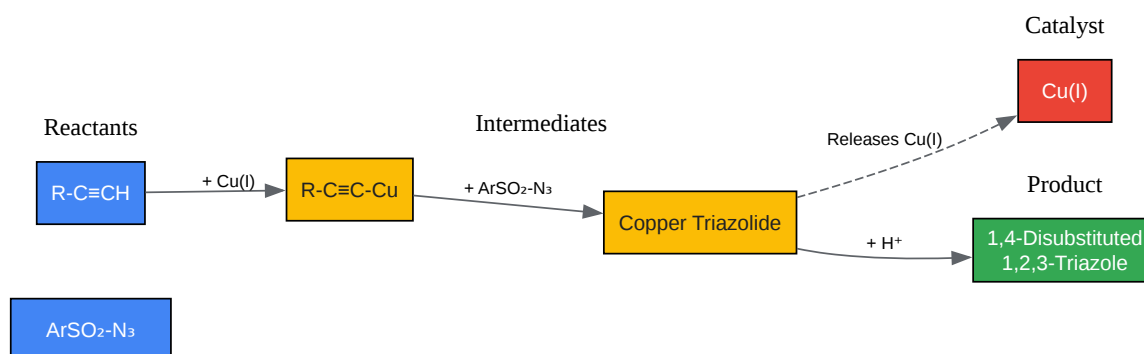 Catalyst
Cu(I)
Reactants
Intermediates
Releases Cu(I)
R-C≡CH
+ Cu(I)
R-C≡C-Cu
+ ArSO₂-N₃
Copper Triazolide
Product
+ H⁺
1,4-Disubstituted
1,2,3-Triazole
ArSO₂-N₃